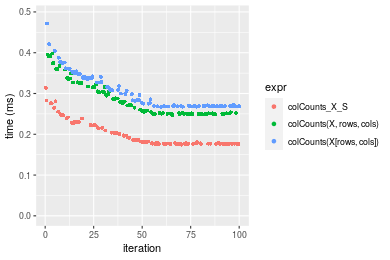 0.5
0.4
0.3
0.2
0.1
0.0
time (ms)
0
25
50
75
100
iteration
expr
colCounts_X_S
colCounts(X, rows, cols)
colCounts(X[rows, cols])